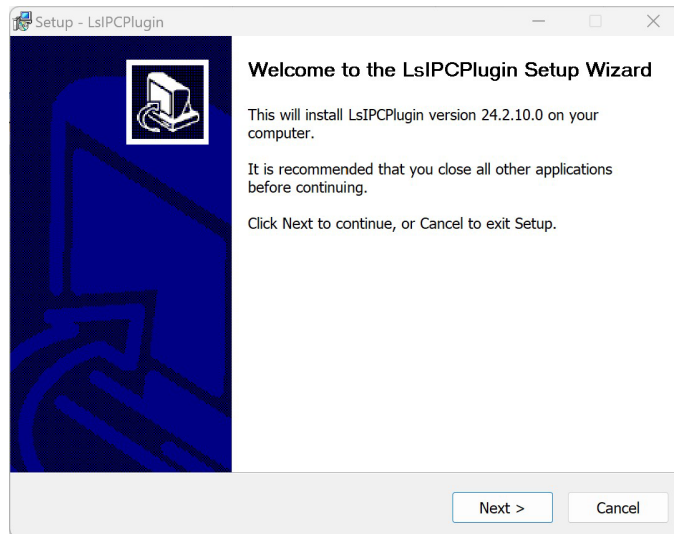 Setup - LsIPCPlugin
Welcome to the LsIPCPlugin Setup Wizard
This will install LsIPCPlugin version 24.2.10.0 on your
computer.
It is recommended that you close all other applications
before continuing.
Click Next to continue, or Cancel to exit Setup.
Next >
Cancel